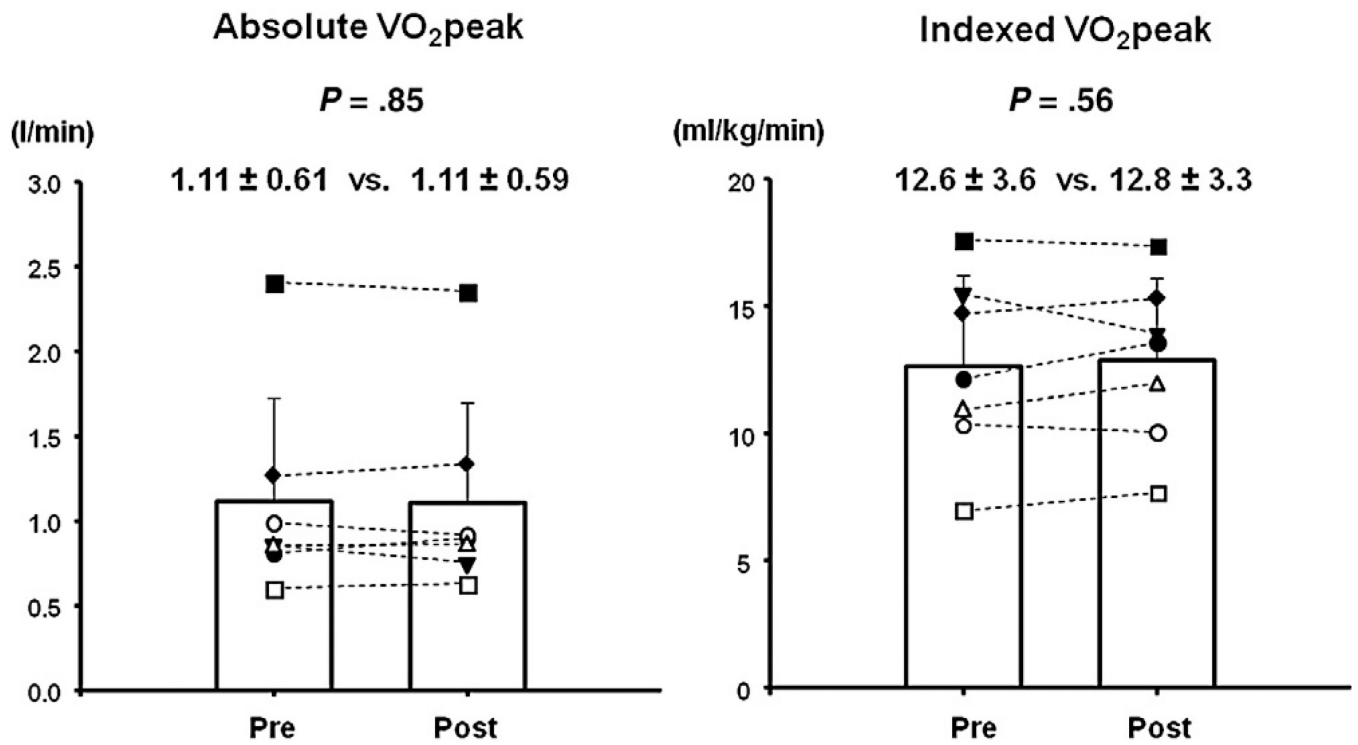 Absolute VO₂peak
P = .85
(l/min)
1.11 ± 0.61 vs. 1.11 ± 0.59
3.0
2.5
2.0
1.5
1.0
0.5
0.0
Pre Post
Indexed VO₂peak
P = .56
(ml/kg/min)
12.6 ± 3.6 vs. 12.8 ± 3.3
20
15
10
5
0
Pre Post